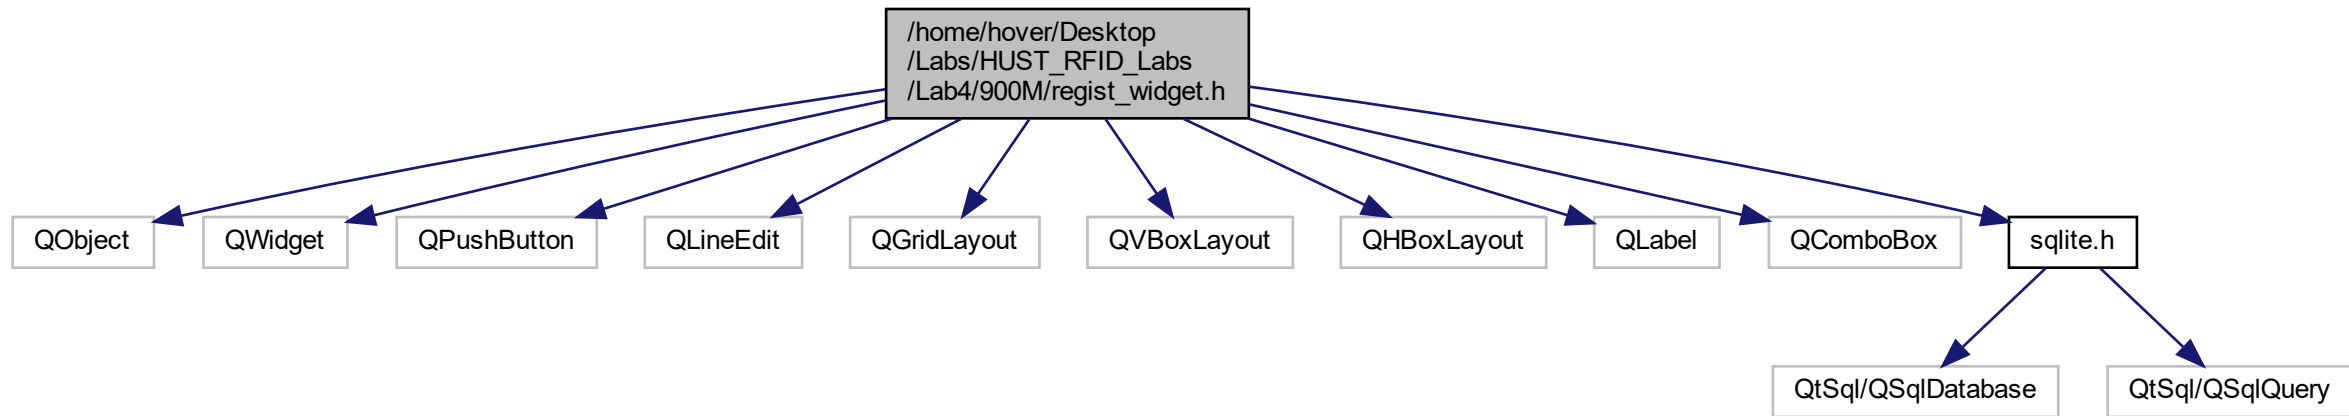 /home/hover/Desktop
/Labs/HUST_RFID_Labs
/Lab4/900M/regist_widget.h
QObject
QWidget
QPushButton
QLineEdit
QGridLayout
QVBoxLayout
QHBoxLayout
QLabel
QComboBox
sqlite.h
QtSql/QSqlDatabase
QtSql/QSqlQuery